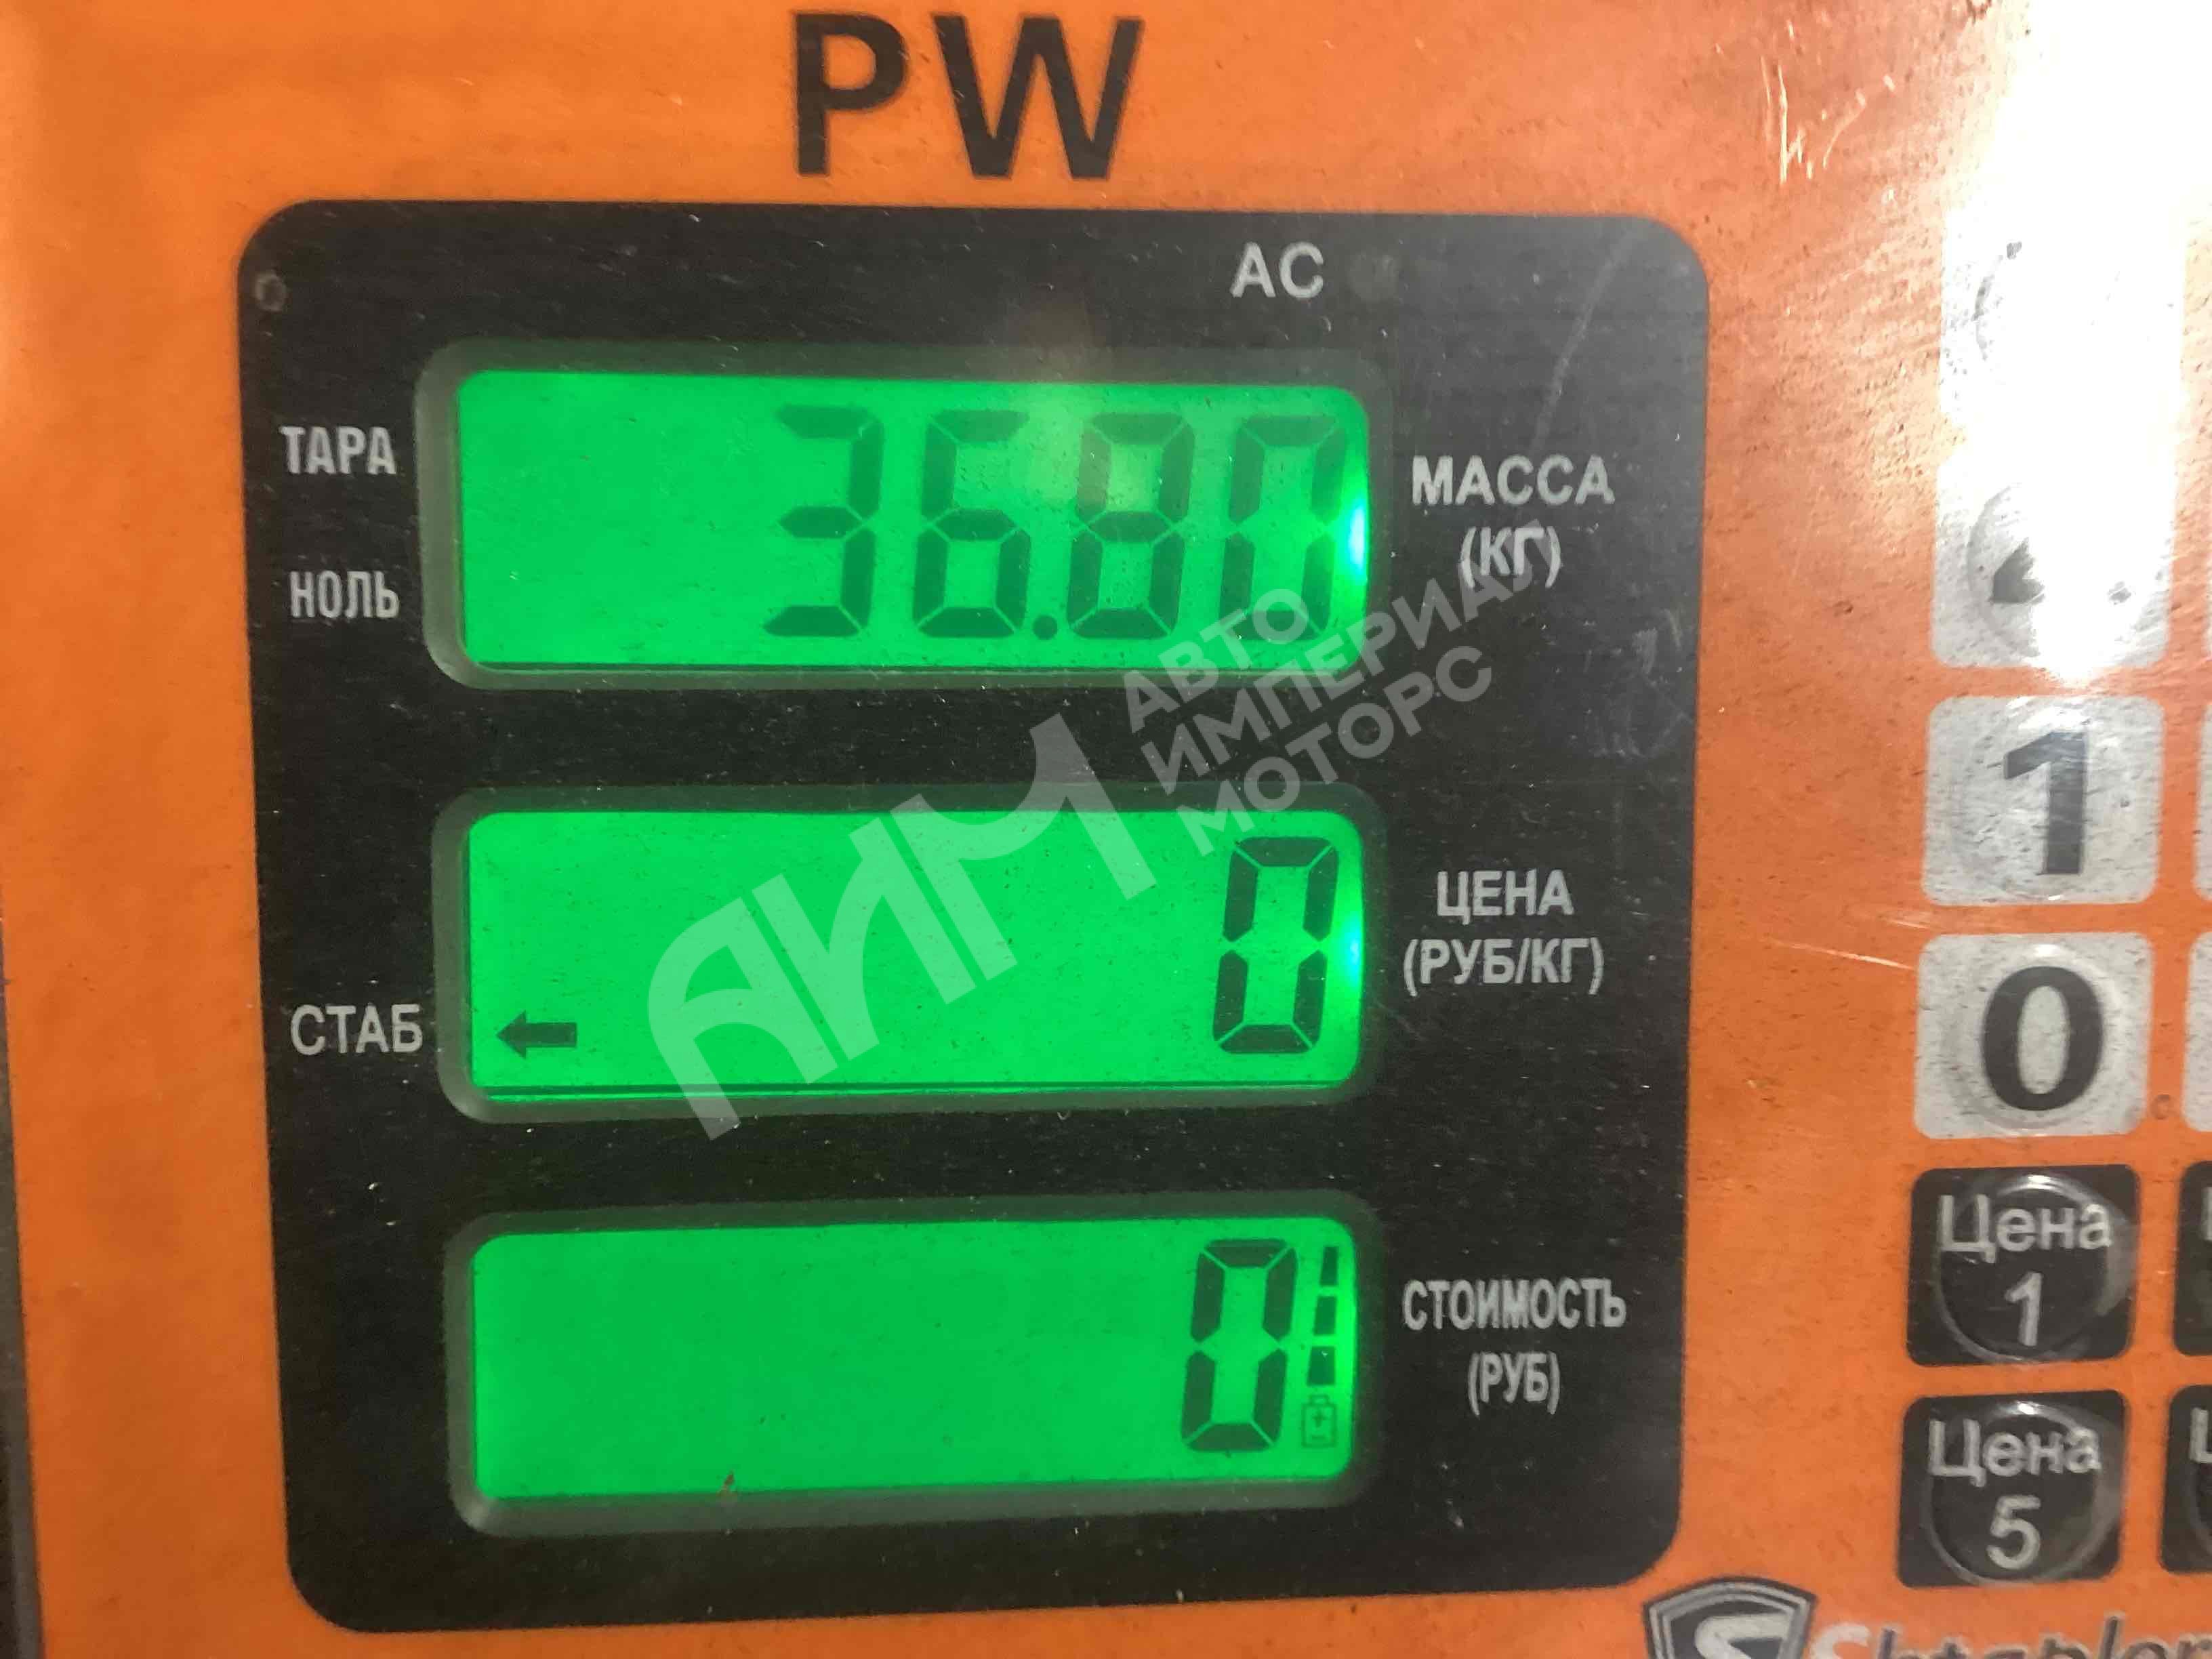 PW
AC
ТАРА
НОЛЬ
36.80
МАССА
(КГ)
АВТО
ИМПЕРИАЛ
МОТОРС
АИМ
СТАБ
0
ЦЕНА
(РУБ/КГ)
0
СТОИМОСТЬ
(РУБ)
1
0
Цена
1
Цена
5